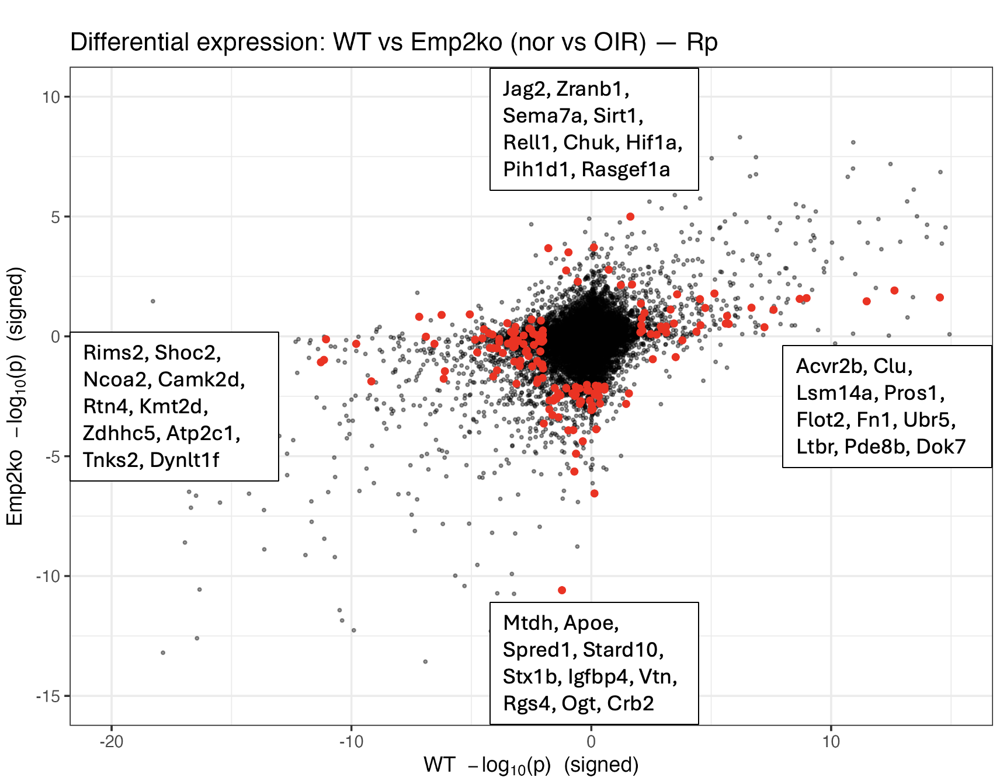 Differential expression: WT vs Emp2ko (nor vs OIR) — Rp
Jag2, Zranb1,
Sema7a, Sirt1,
Rell1, Chuk, Hif1a,
Pih1d1, Rasgef1a
10
5
0
-5
-10
-15
Emp2ko −log10(p) (signed)
Rims2, Shoc2,
Ncoa2, Camk2d,
Rtn4, Kmt2d,
Zdhhc5, Atp2c1,
Tnks2, Dynlt1f
Acvr2b, Clu,
Lsm14a, Pros1,
Flot2, Fn1, Ubr5,
Ltbr, Pde8b, Dok7
Mtdh, Apoe,
Spred1, Stard10,
Stx1b, Igfbp4, Vtn,
Rgs4, Ogt, Crb2
-20 -10 0 10
WT −log10(p) (signed)